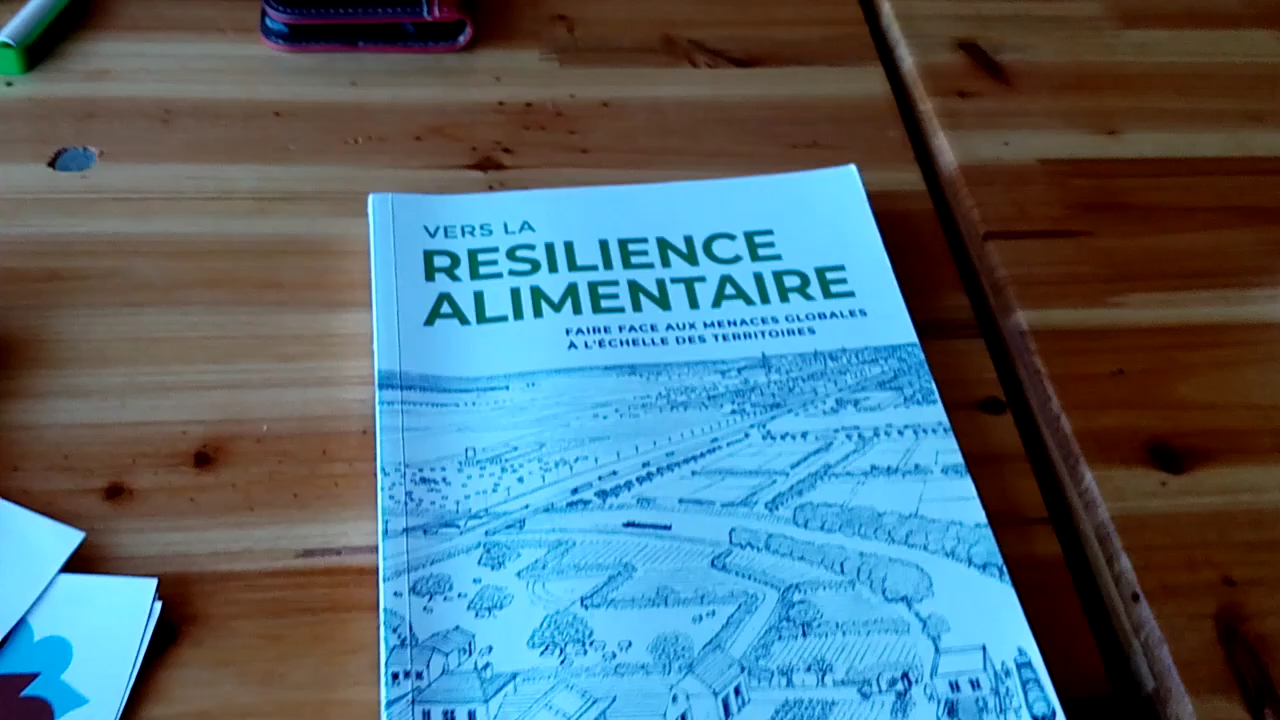 VERS LA
RESILIENCE
ALIMENTAIRE
FAIRE FACE AUX MENACES GLOBALES
À L'ÉCHELLE DES TERRITOIRES